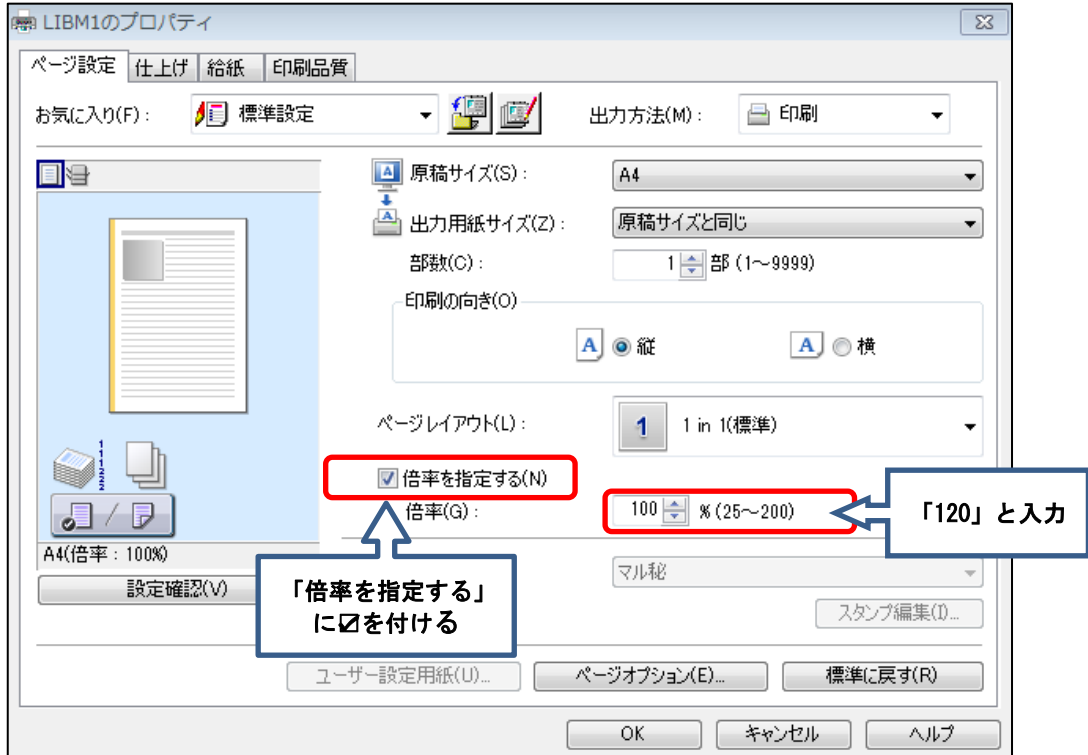 LIBM1のプロパティ
ページ設定 仕上げ 給紙 印刷品質
お気に入り(F): 標準設定 出力方法(M): 印刷
原稿サイズ(S): A4
出力用紙サイズ(Z): 原稿サイズと同じ
部数(C): 1 部 (1～9999)
印刷の向き(O)
A 縦 A 横
ページレイアウト(L): 1 1 in 1(標準)
倍率を指定する(N)
倍率(G): 100 % (25～200)
「120」と入力
A4(倍率:100%)
設定確認(V)
「倍率を指定する」
に☑を付ける
マル秘
スタンプ編集(I)...
ユーザー設定用紙(U)... ページオプション(E)... 標準に戻す(R)
OK キャンセル ヘルプ